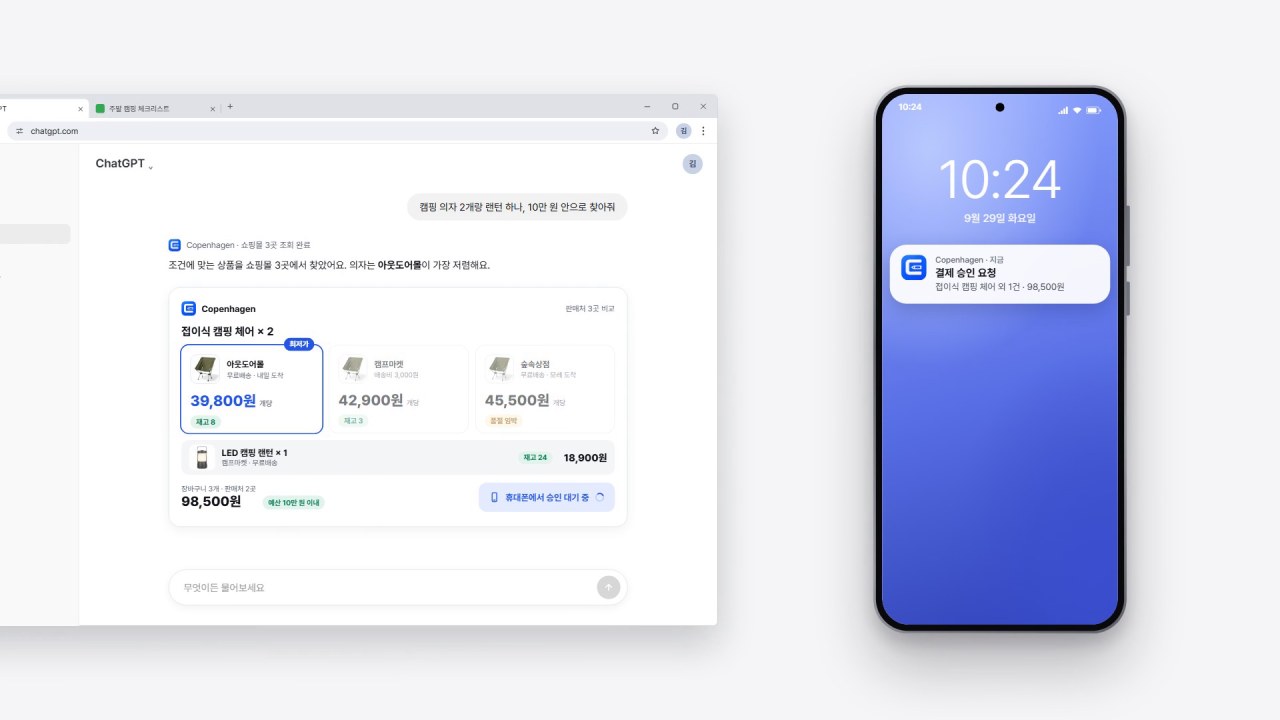 PT
주말 캠핑 체크리스트
chatgpt.com
김
ChatGPT
김
캠핑 의자 2개랑 랜턴 하나, 10만 원 안으로 찾아줘
Copenhagen · 쇼핑몰 3곳 조회 완료
조건에 맞는 상품을 쇼핑몰 3곳에서 찾았어요. 의자는 아웃도어몰이 가장 저렴해요.
Copenhagen
판매처 3곳 비교
접이식 캠핑 체어 × 2
최저가
아웃도어몰
무료배송 · 내일 도착
39,800원 개당
재고 8
캠프마켓
배송비 3,000원
42,900원 개당
재고 3
숲속상점
무료배송 · 모레 도착
45,500원 개당
품절 임박
LED 캠핑 랜턴 × 1
캠프마켓 · 무료배송
재고 24
18,900원
장바구니 3개 · 판매처 2곳
98,500원
예산 10만 원 이내
휴대폰에서 승인 대기 중
무엇이든 물어보세요
10:24
10:24
9월 29일 화요일
Copenhagen · 지금
결제 승인 요청
접이식 캠핑 체어 외 1건 · 98,500원